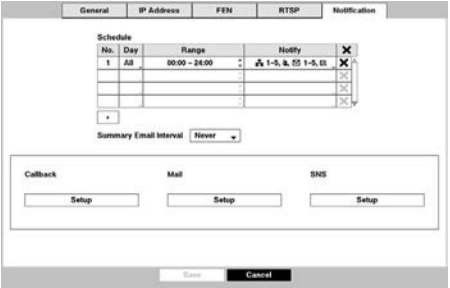 General IP Address FEN RTSP Notification
Schedule
No. Day Range Notify X
1 All 00:00 ~ 24:00 1~5, 1~5, X
X
X
X
+
Summary Email Interval Never
Callback Mail SNS
Setup Setup Setup
Save Cancel